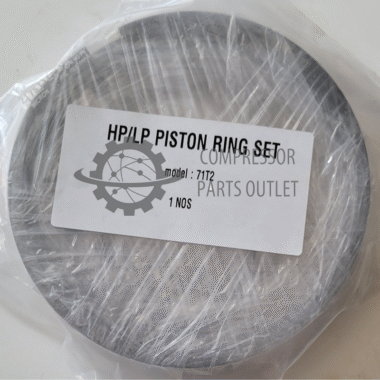 HP/LP PISTON RING SET
COMPRESSOR
model : 71T2
PARTS OUTLET
1 NOS